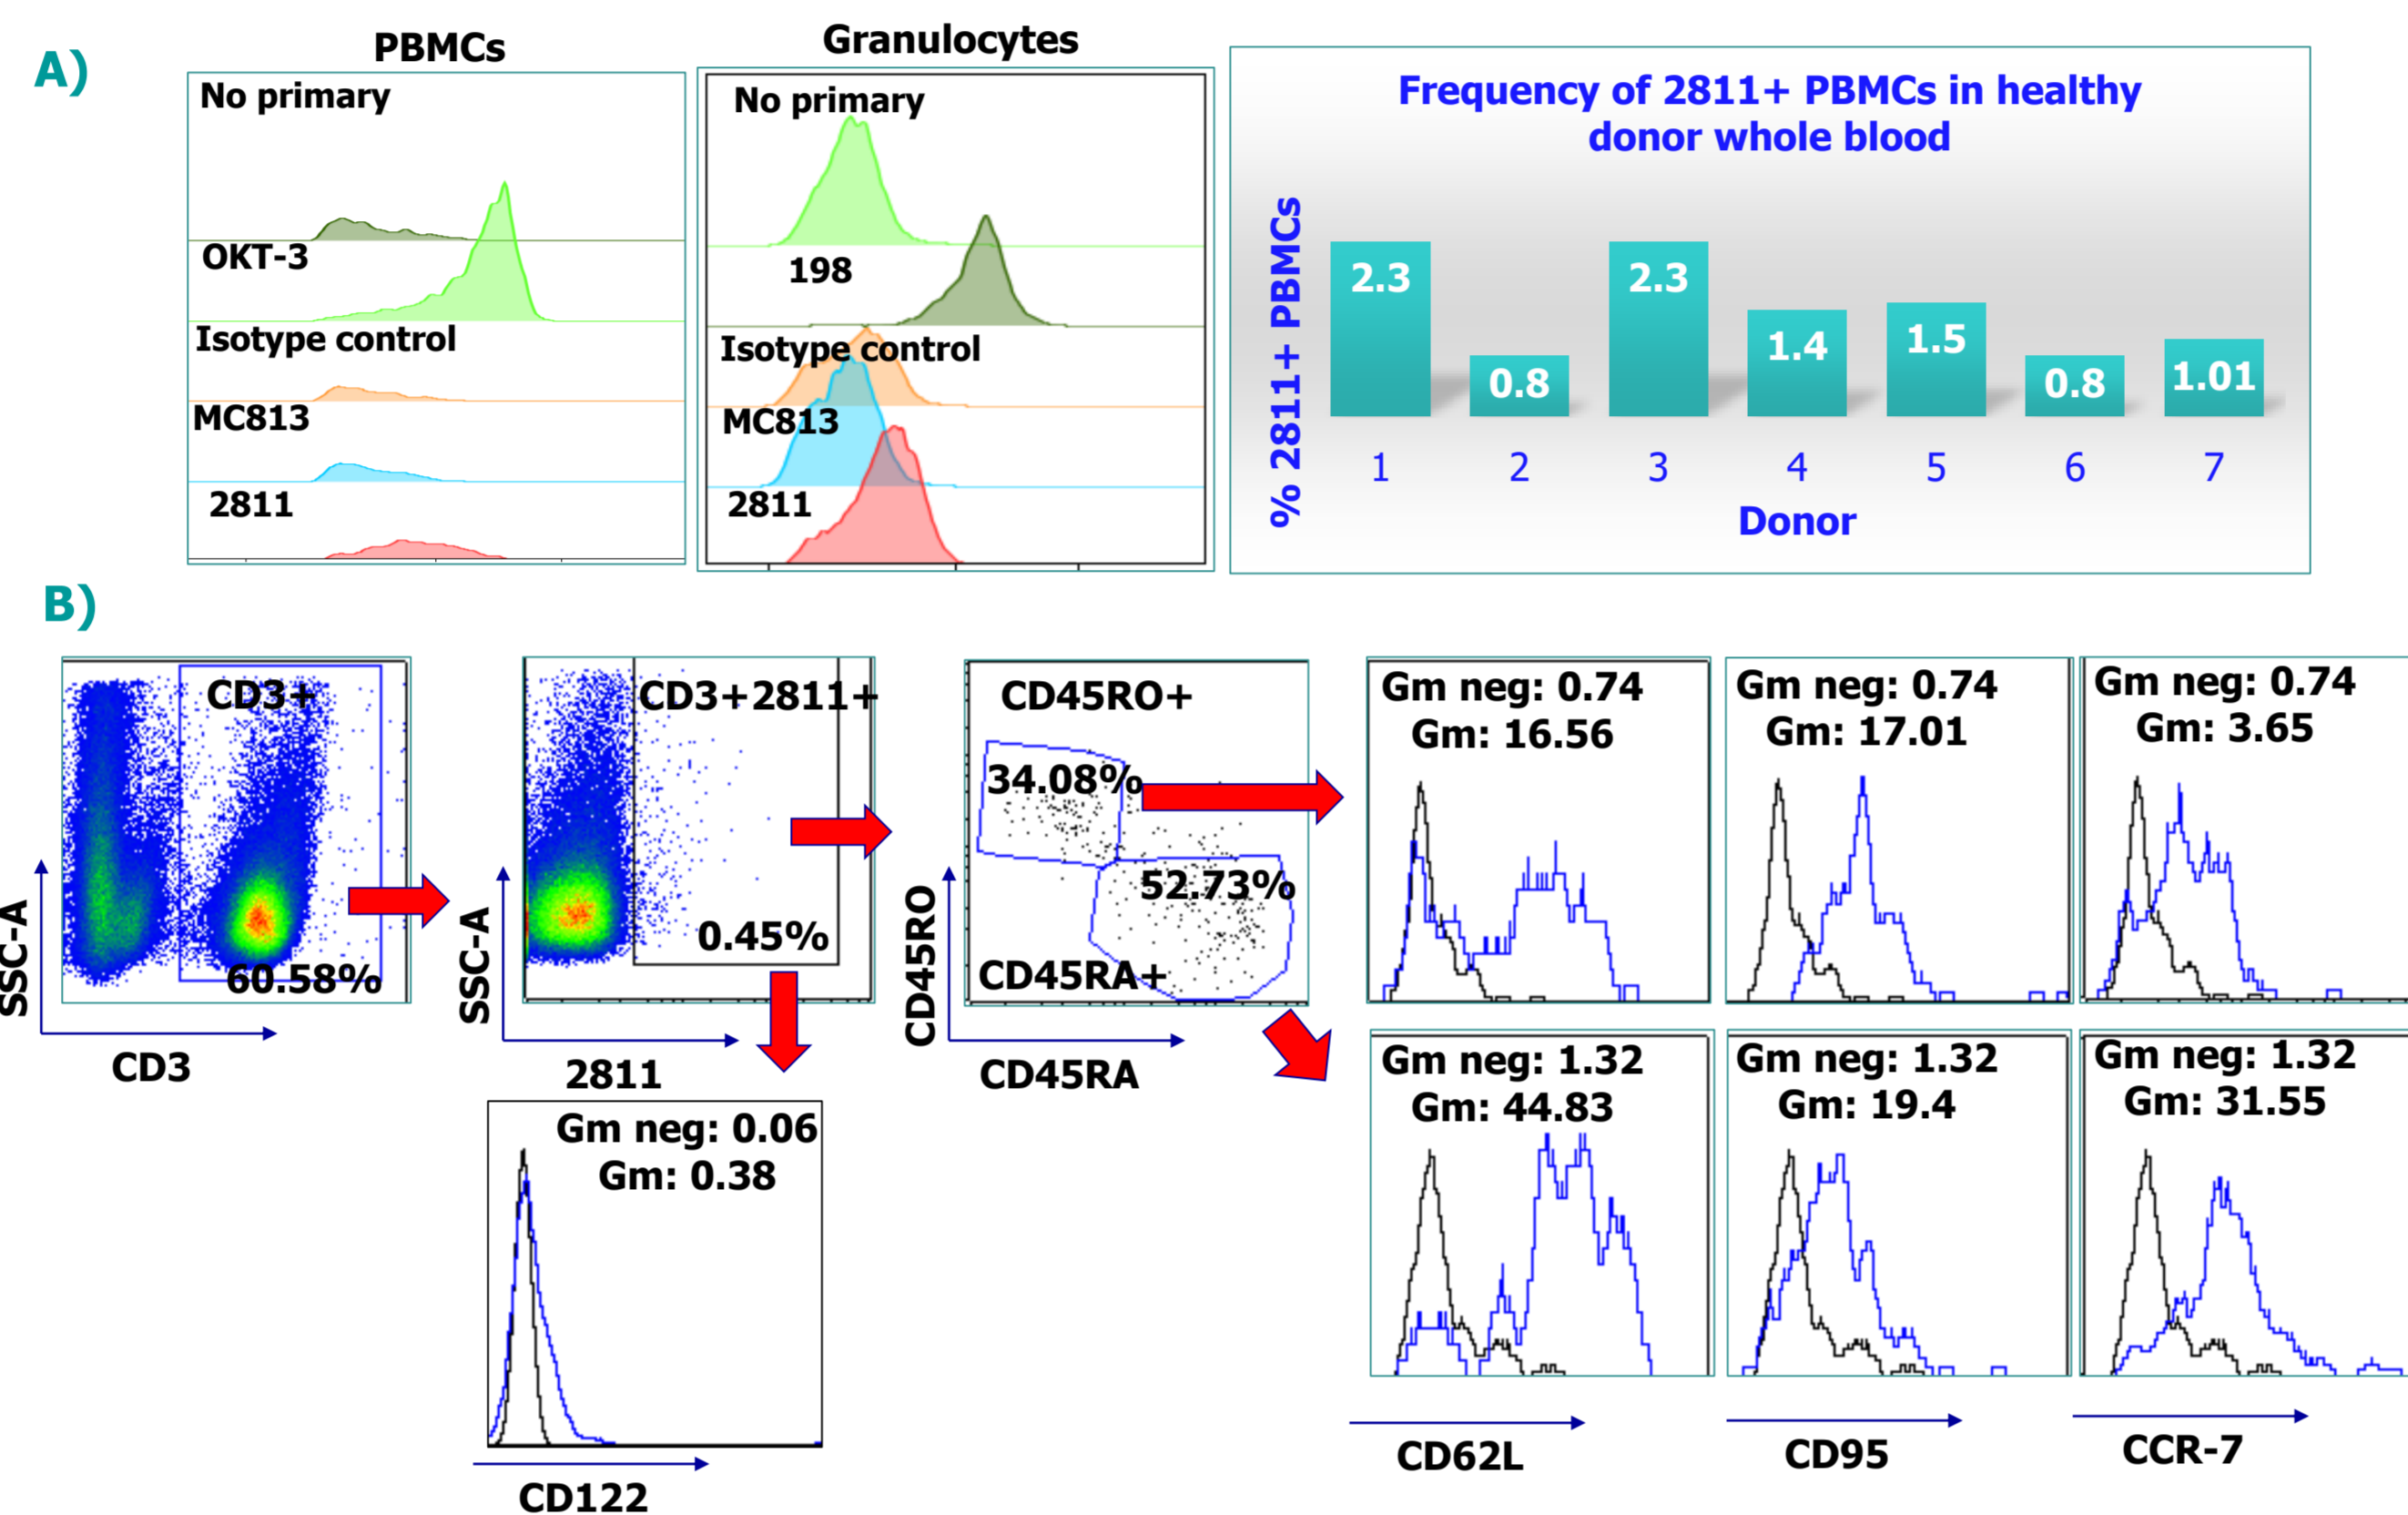 A)
PBMCs
No primary
OKT-3
Isotype control
MC813
2811
Granulocytes
No primary
198
Isotype control
MC813
2811
Frequency of 2811+ PBMCs in healthy
donor whole blood
% 2811+ PBMCs
2.3
0.8
2.3
1.4
1.5
0.8
1.01
1
2
3
4
5
6
7
Donor
B)
CD3+
60.58%
SSC-A
CD3
CD3+2811+
0.45%
SSC-A
2811
CD45RO+
34.08%
52.73%
CD45RA+
CD45RO
CD45RA
Gm neg: 0.74
Gm: 16.56
Gm neg: 0.74
Gm: 17.01
Gm neg: 0.74
Gm: 3.65
Gm neg: 1.32
Gm: 44.83
Gm neg: 1.32
Gm: 19.4
Gm neg: 1.32
Gm: 31.55
CD62L
CD95
CCR-7
Gm neg: 0.06
Gm: 0.38
CD122